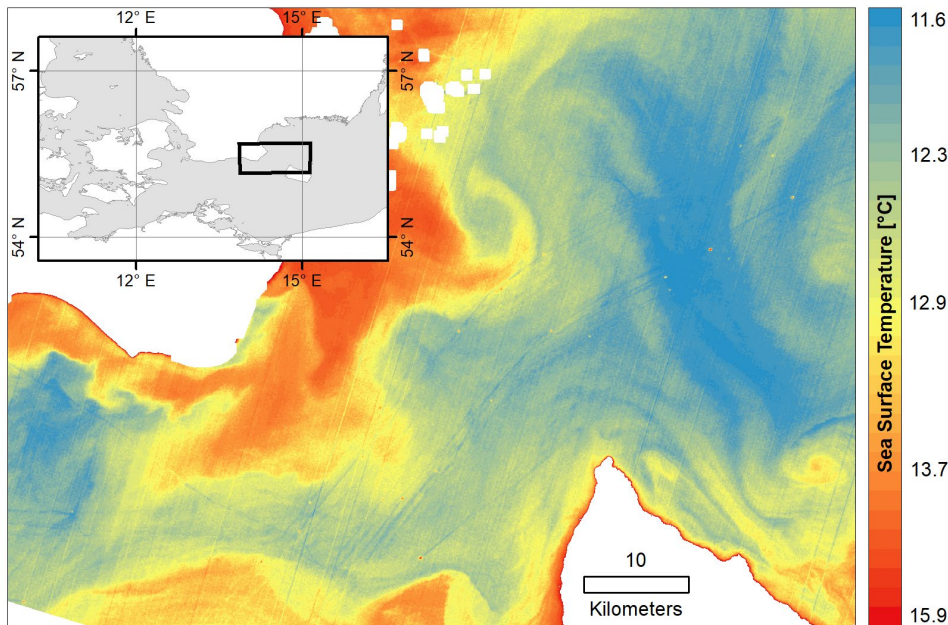 12° E
15° E
57° N
57° N
54° N
54° N
12° E
15° E
11.6
12.3
12.9
13.7
15.9
Sea Surface Temperature [°C]
10
Kilometers